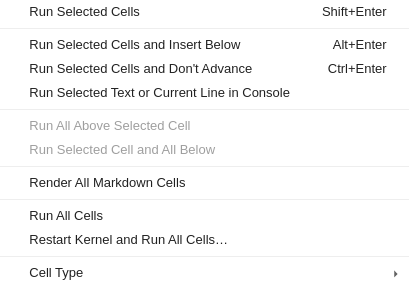 Run Selected Cells Shift+Enter
Run Selected Cells and Insert Below Alt+Enter
Run Selected Cells and Don't Advance Ctrl+Enter
Run Selected Text or Current Line in Console
Run All Above Selected Cell
Run Selected Cell and All Below
Render All Markdown Cells
Run All Cells
Restart Kernel and Run All Cells…
Cell Type